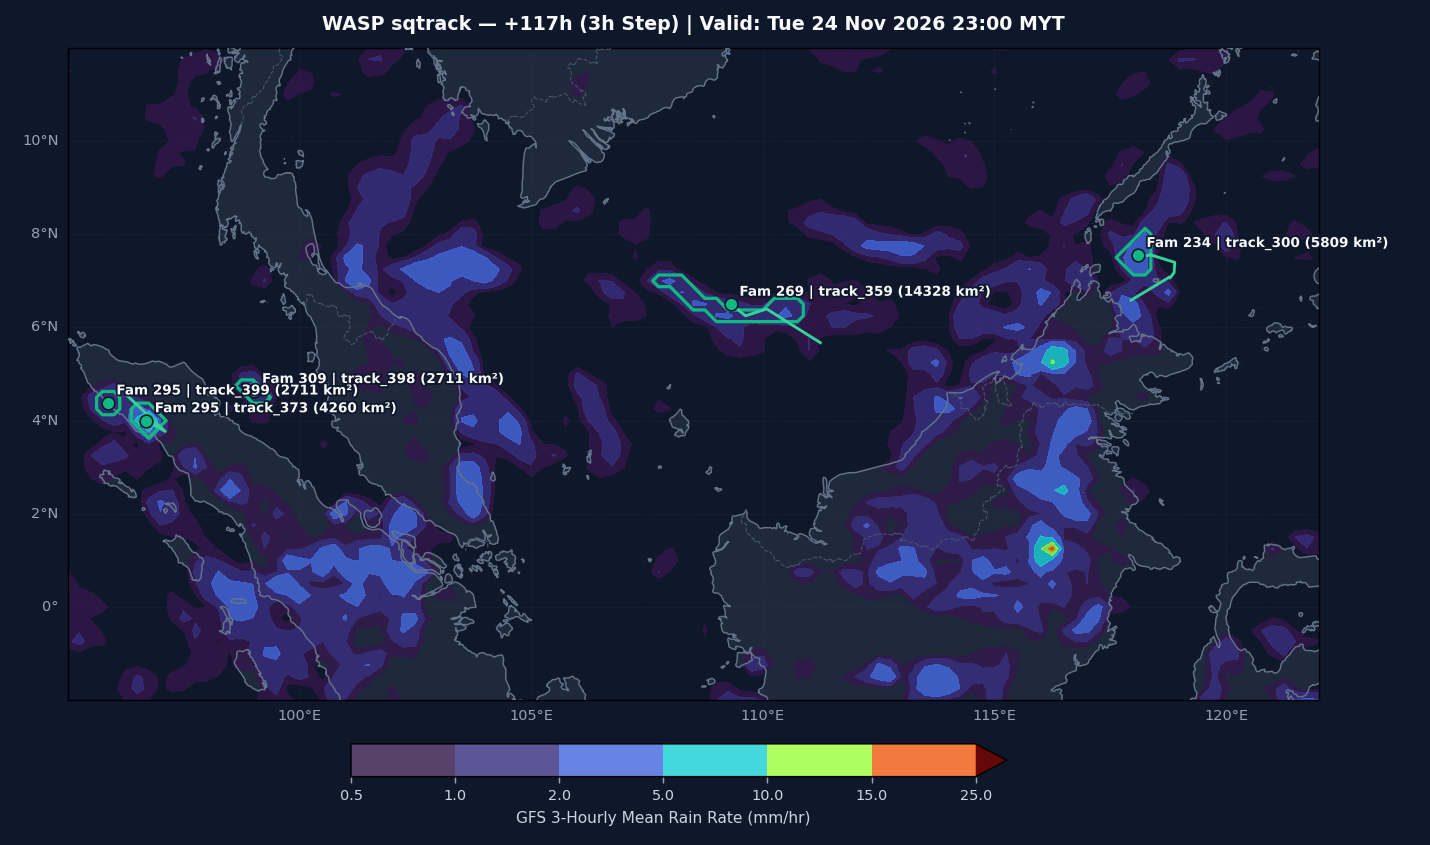 WASP sqtrack — +117h (3h Step) | Valid: Tue 24 Nov 2026 23:00 MYT
10°N
8°N
6°N
4°N
2°N
0°
Fam 234 | track_300 (5809 km²)
Fam 269 | track_359 (14328 km²)
Fam 309 | track_398 (2711 km²)
Fam 295 | track_399 (2711 km²)
Fam 295 | track_373 (4260 km²)
100°E 105°E 110°E 115°E 120°E
0.5 1.0 2.0 5.0 10.0 15.0 25.0
GFS 3-Hourly Mean Rain Rate (mm/hr)